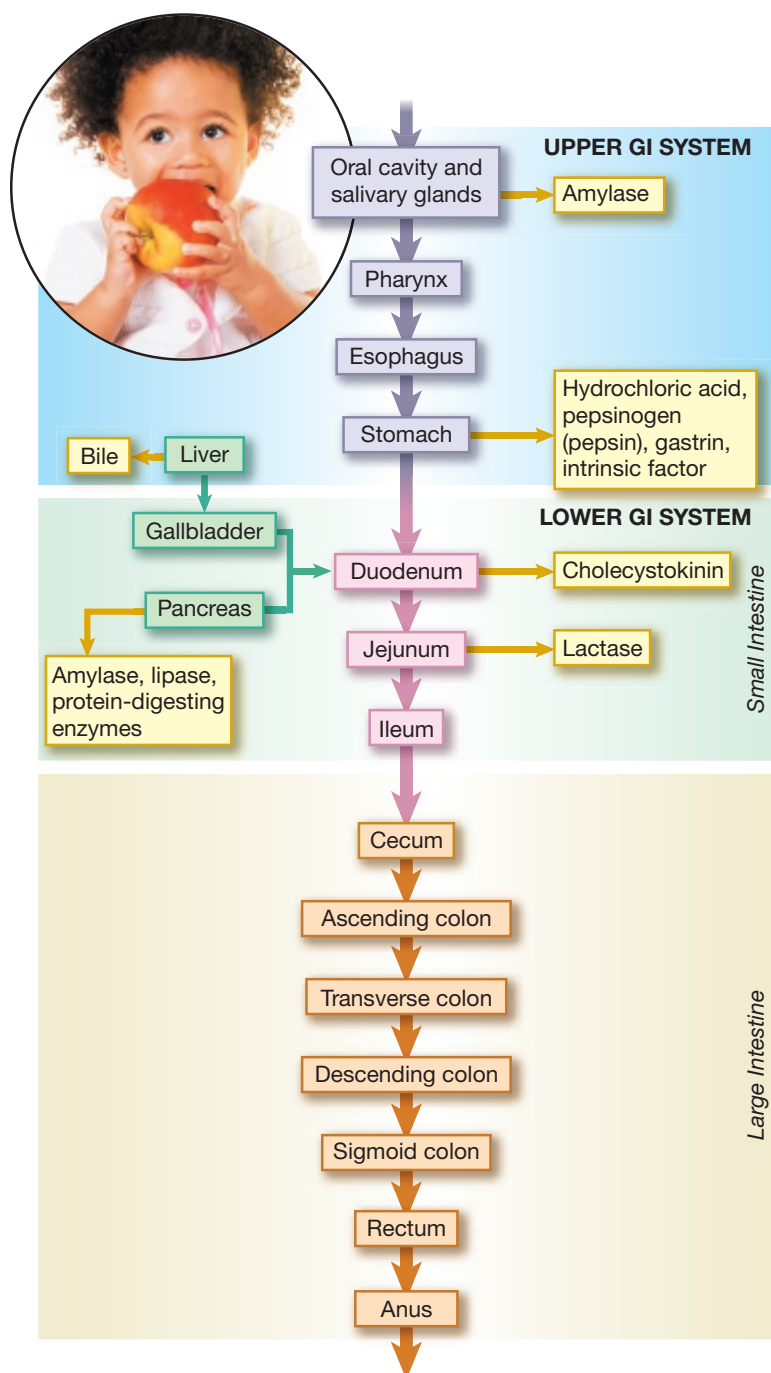 UPPER GI SYSTEM
Oral cavity and
salivary glands
Amylase
Pharynx
Esophagus
Stomach
Hydrochloric acid,
pepsinogen
(pepsin), gastrin,
intrinsic factor
Bile
Liver
LOWER GI SYSTEM
Gallbladder
Duodenum
Cholecystokinin
Pancreas
Jejunum
Lactase
Amylase, lipase,
protein-digesting
enzymes
Ileum
Small Intestine
Cecum
Ascending colon
Transverse colon
Descending colon
Sigmoid colon
Rectum
Anus
Large Intestine